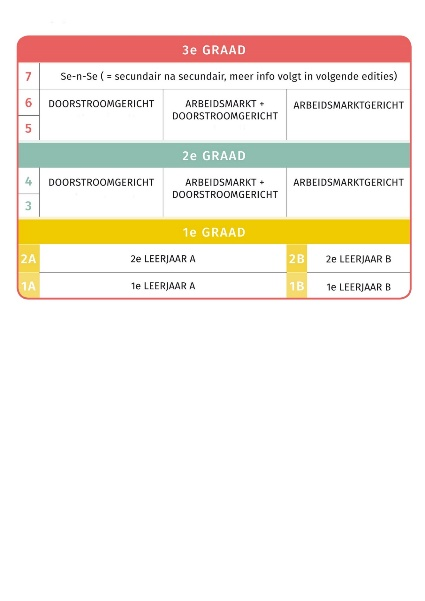 3e GRAAD
7 Se-n-Se ( = secundair na secundair, meer info volgt in volgende edities)
6 DOORSTROOMGERICHT ARBEIDSMARKT + DOORSTROOMGERICHT ARBEIDSMARKTGERICHT
5
2e GRAAD
4 DOORSTROOMGERICHT ARBEIDSMARKT + DOORSTROOMGERICHT ARBEIDSMARKTGERICHT
3
1e GRAAD
2A 2e LEERJAAR A 2B 2e LEERJAAR B
1A 1e LEERJAAR A 1B 1e LEERJAAR B